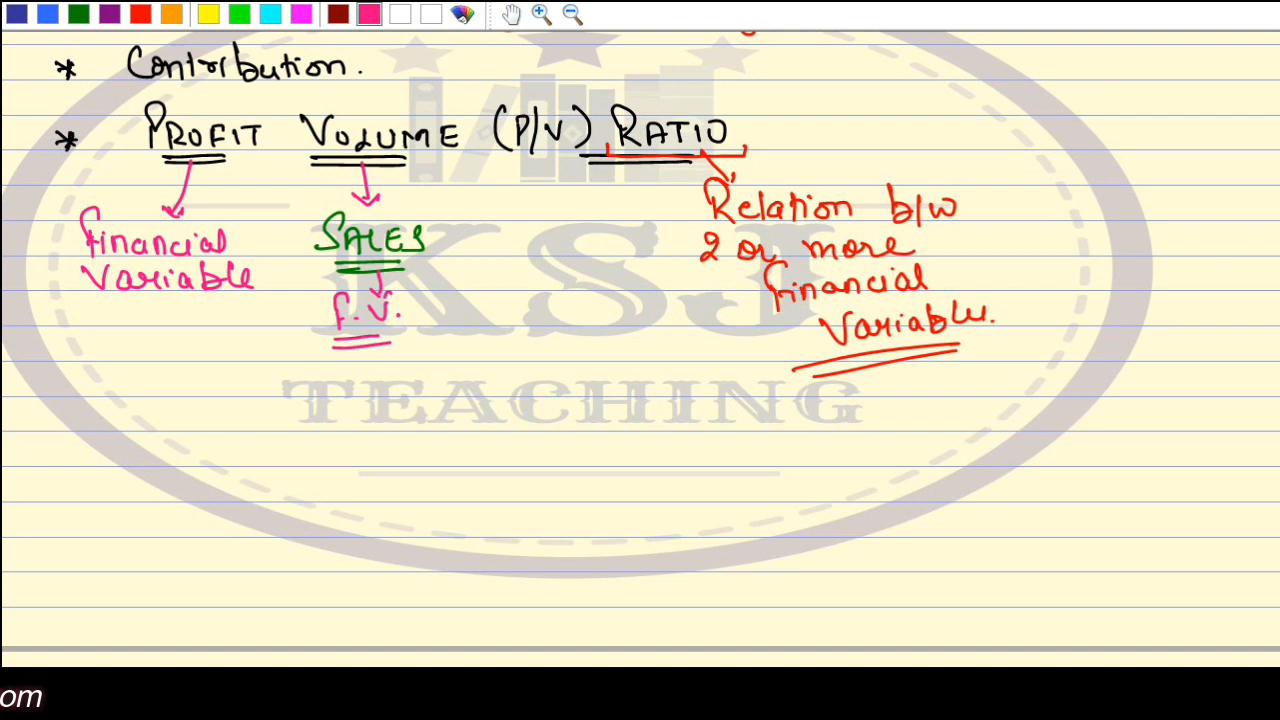 * Contribution.
* PROFIT VOLUME (P/V) RATIO
Financial Variable
SALES
F.V.
Relation b/w
2 or more
Financial
Variable.
KSJ
TEACHING
om